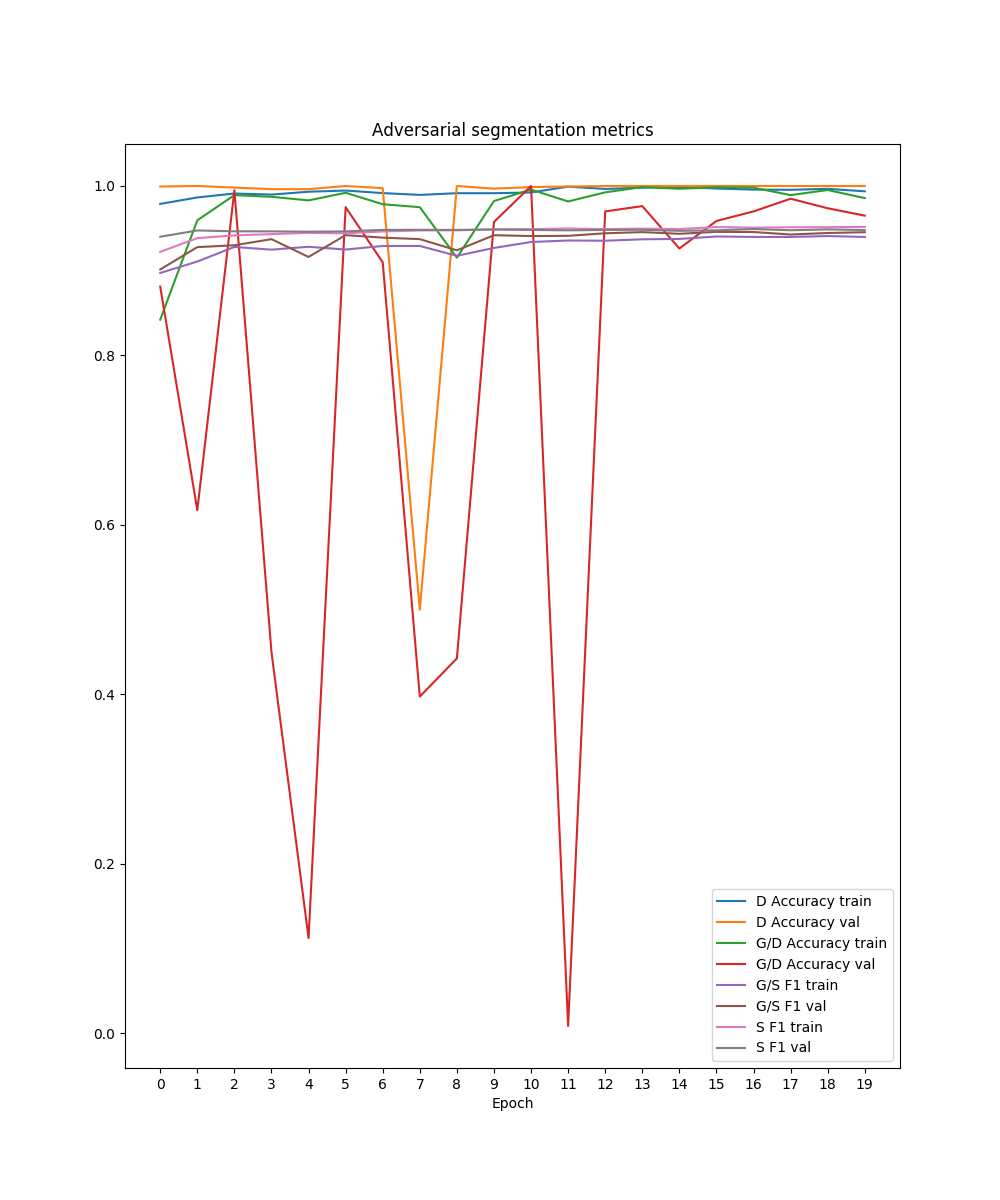 Adversarial segmentation metrics
1.0
0.8
0.6
0.4
0.2
0.0
D Accuracy train
D Accuracy val
G/D Accuracy train
G/D Accuracy val
G/S F1 train
G/S F1 val
S F1 train
S F1 val
0 1 2 3 4 5 6 7 8 9 10 11 12 13 14 15 16 17 18 19
Epoch